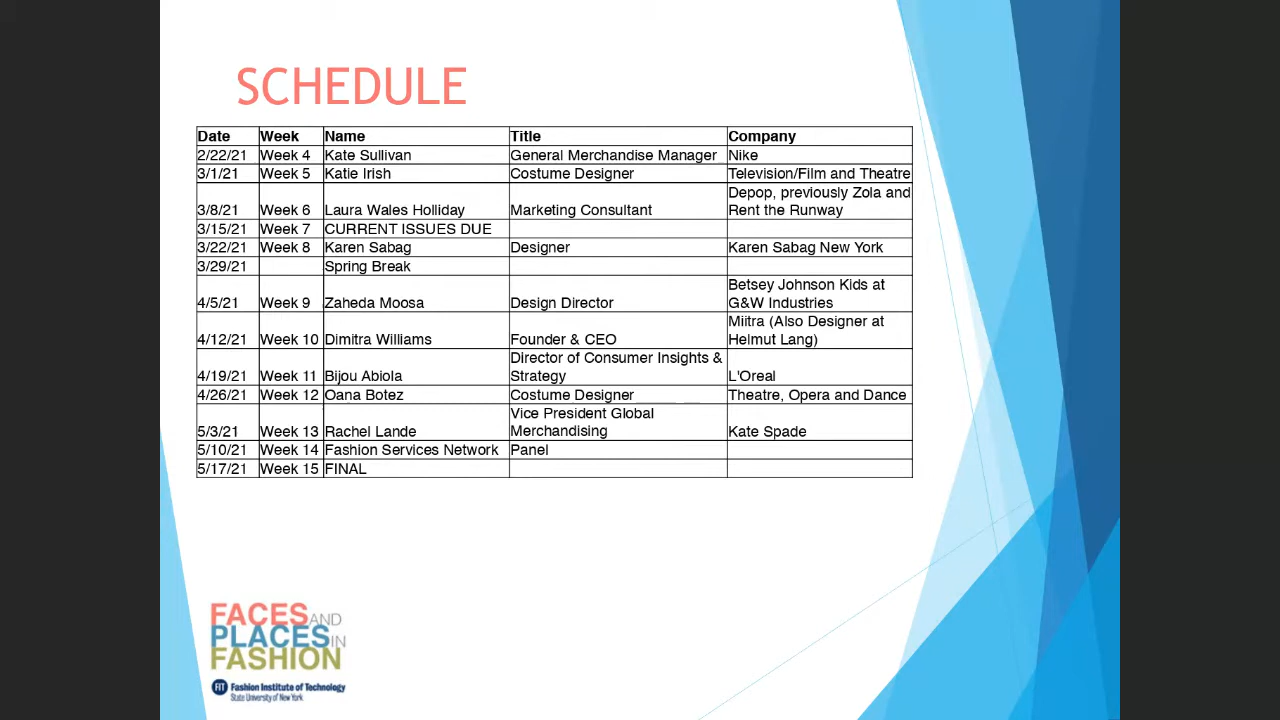 SCHEDULE
Date Week Name Title Company
2/22/21 Week 4 Kate Sullivan General Merchandise Manager Nike
3/1/21 Week 5 Katie Irish Costume Designer Television/Film and Theatre
3/8/21 Week 6 Laura Wales Holliday Marketing Consultant Depop, previously Zola and
Rent the Runway
3/15/21 Week 7 CURRENT ISSUES DUE
3/22/21 Week 8 Karen Sabag Designer Karen Sabag New York
3/29/21 Spring Break
4/5/21 Week 9 Zaheda Moosa Design Director Betsey Johnson Kids at
G&W Industries
4/12/21 Week 10 Dimitra Williams Founder & CEO Miitra (Also Designer at
Helmut Lang)
4/19/21 Week 11 Bijou Abiola Director of Consumer Insights &
Strategy L'Oreal
4/26/21 Week 12 Oana Botez Costume Designer Theatre, Opera and Dance
5/3/21 Week 13 Rachel Lande Vice President Global
Merchandising Kate Spade
5/10/21 Week 14 Fashion Services Network Panel
5/17/21 Week 15 FINAL
FACES AND
PLACES IN
FASHION
FIT Fashion Institute of Technology
State University of New York